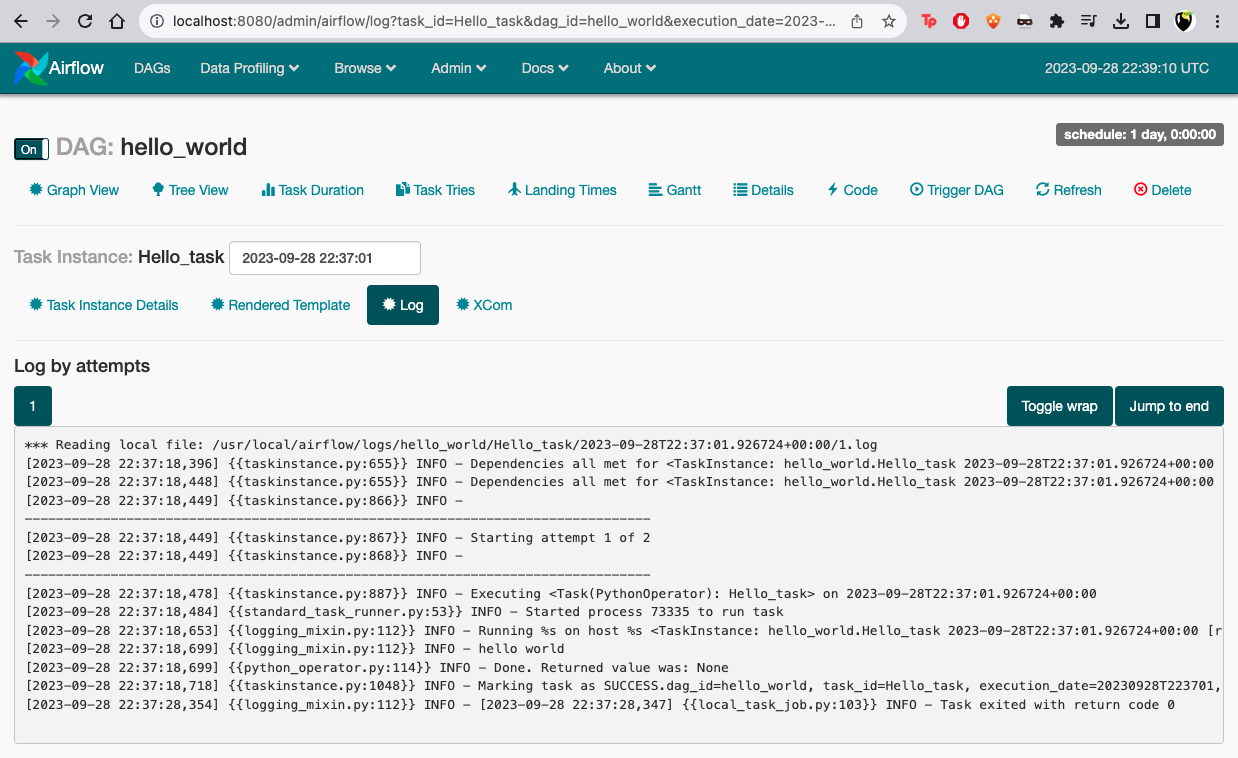 localhost:8080/admin/airflow/log?task_id=Hello_task&dag_id=hello_world&execution_date=2023-...
Airflow DAGs Data Profiling Browse Admin Docs About 2023-09-28 22:39:10 UTC
schedule: 1 day, 0:00:00
On DAG: hello_world
Graph View Tree View Task Duration Task Tries Landing Times Gantt Details Code Trigger DAG Refresh Delete
Task Instance: Hello_task 2023-09-28 22:37:01
Task Instance Details Rendered Template Log XCom
Log by attempts
1 Toggle wrap Jump to end
*** Reading local file: /usr/local/airflow/logs/hello_world/Hello_task/2023-09-28T22:37:01.926724+00:00/1.log
[2023-09-28 22:37:18,396] {{taskinstance.py:655}} INFO - Dependencies all met for <TaskInstance: hello_world.Hello_task 2023-09-28T22:37:01.926724+00:00
[2023-09-28 22:37:18,448] {{taskinstance.py:655}} INFO - Dependencies all met for <TaskInstance: hello_world.Hello_task 2023-09-28T22:37:01.926724+00:00
[2023-09-28 22:37:18,449] {{taskinstance.py:866}} INFO -
--------------------------------------------------------------------------------
[2023-09-28 22:37:18,449] {{taskinstance.py:867}} INFO - Starting attempt 1 of 2
[2023-09-28 22:37:18,449] {{taskinstance.py:868}} INFO -
--------------------------------------------------------------------------------
[2023-09-28 22:37:18,478] {{taskinstance.py:887}} INFO - Executing <Task(PythonOperator): Hello_task> on 2023-09-28T22:37:01.926724+00:00
[2023-09-28 22:37:18,484] {{standard_task_runner.py:53}} INFO - Started process 73335 to run task
[2023-09-28 22:37:18,653] {{logging_mixin.py:112}} INFO - Running %s on host %s <TaskInstance: hello_world.Hello_task 2023-09-28T22:37:01.926724+00:00 [r
[2023-09-28 22:37:18,699] {{logging_mixin.py:112}} INFO - hello world
[2023-09-28 22:37:18,699] {{python_operator.py:114}} INFO - Done. Returned value was: None
[2023-09-28 22:37:18,718] {{taskinstance.py:1048}} INFO - Marking task as SUCCESS.dag_id=hello_world, task_id=Hello_task, execution_date=20230928T223701,
[2023-09-28 22:37:28,354] {{logging_mixin.py:112}} INFO - [2023-09-28 22:37:28,347] {{local_task_job.py:103}} INFO - Task exited with return code 0